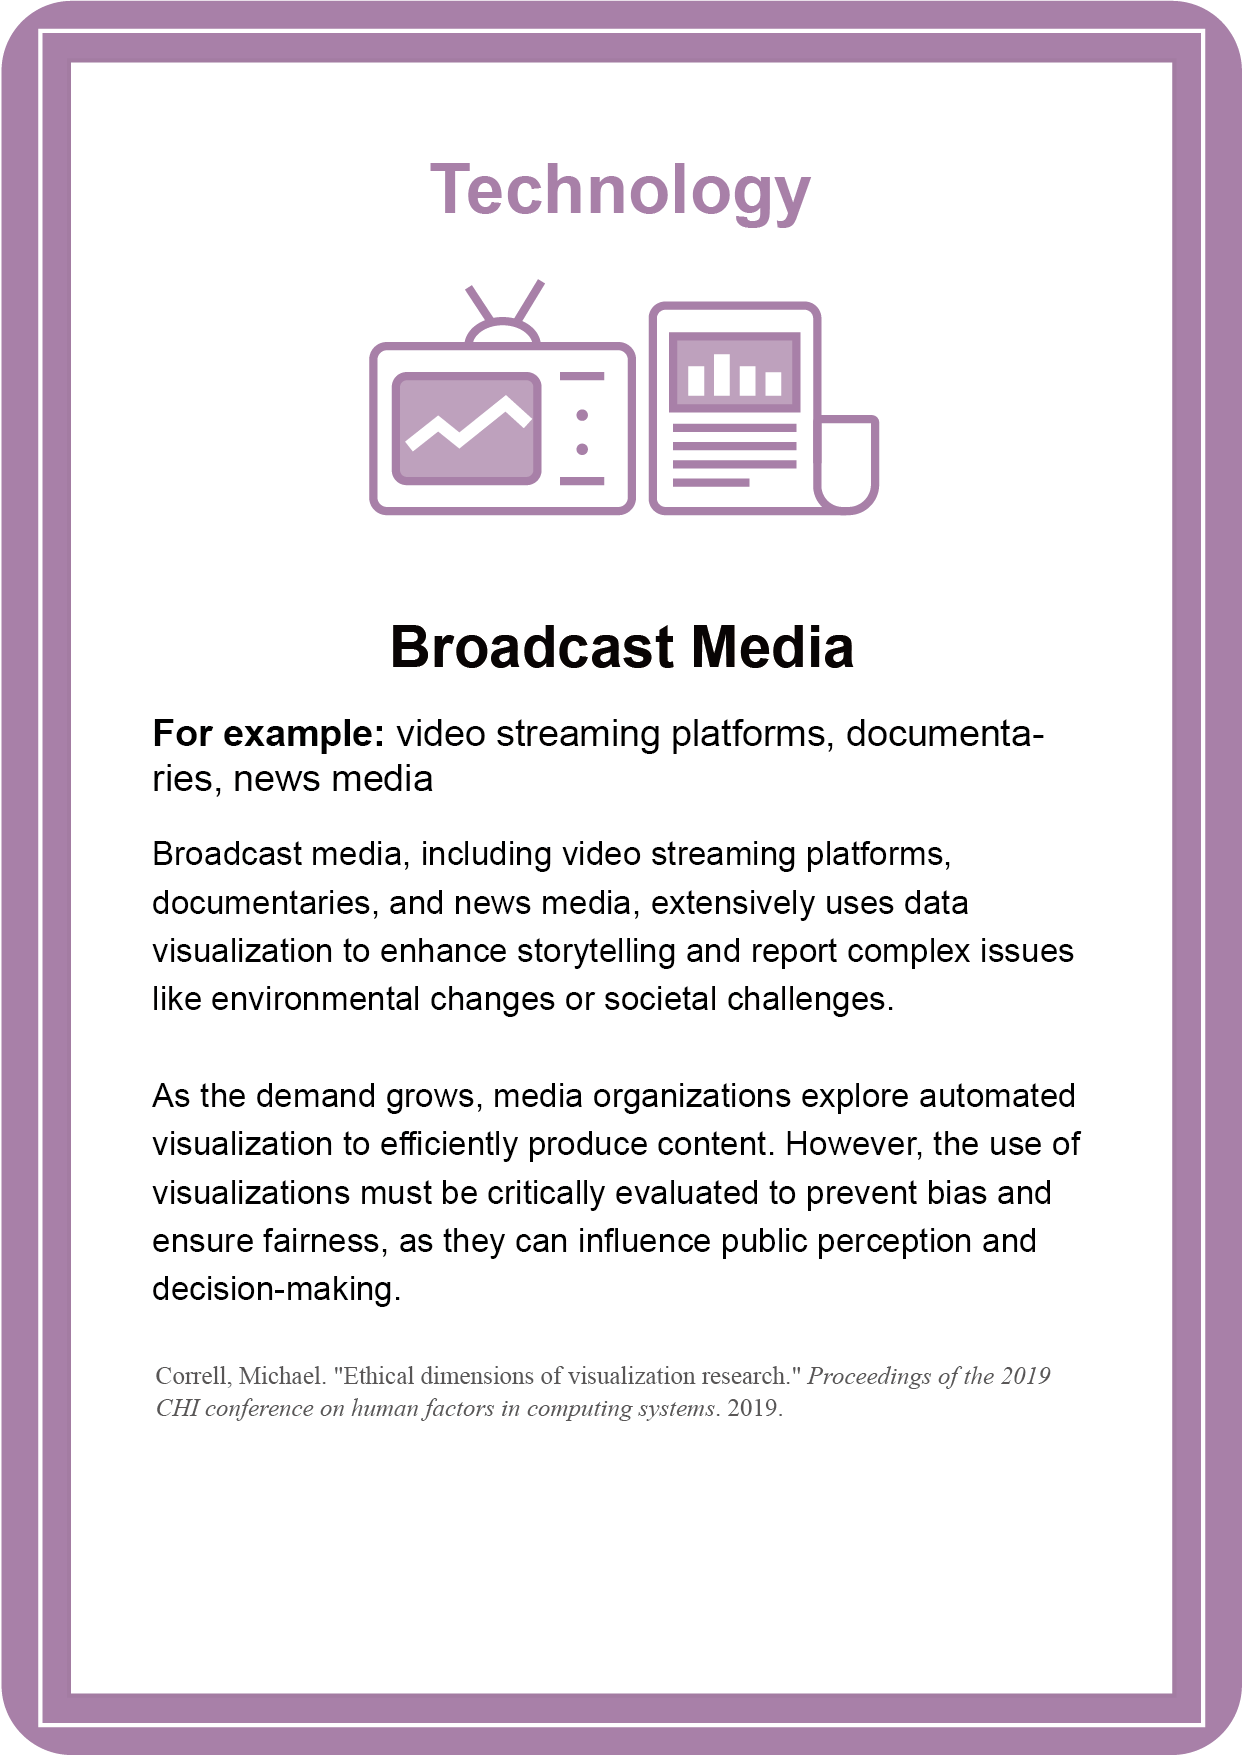 Technology
Broadcast Media
For example: video streaming platforms, documenta-
ries, news media
Broadcast media, including video streaming platforms,
documentaries, and news media, extensively uses data
visualization to enhance storytelling and report complex issues
like environmental changes or societal challenges.
As the demand grows, media organizations explore automated
visualization to efficiently produce content. However, the use of
visualizations must be critically evaluated to prevent bias and
ensure fairness, as they can influence public perception and
decision-making.
Correll, Michael. "Ethical dimensions of visualization research." Proceedings of the 2019
CHI conference on human factors in computing systems. 2019.